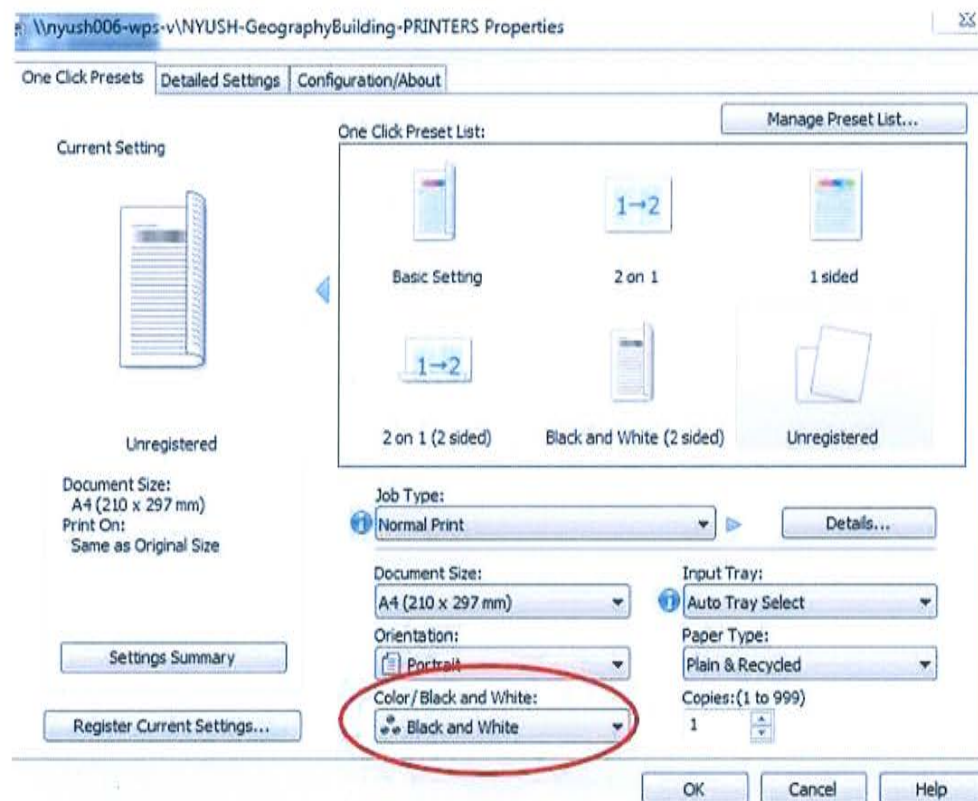 \\nyush006-wps-v\NYUSH-GeographyBuilding-PRINTERS Properties
One Click Presets Detailed Settings Configuration/About
Manage Preset List...
One Click Preset List:
Current Setting
1→2
Basic Setting 2 on 1 1 sided
1→2
2 on 1 (2 sided) Black and White (2 sided) Unregistered
Unregistered
Document Size:
A4 (210 x 297 mm)
Print On:
Same as Original Size
Settings Summary
Register Current Settings...
Job Type:
Normal Print Details...
Document Size: Input Tray:
A4 (210 x 297 mm) Auto Tray Select
Orientation: Paper Type:
Portrait Plain & Recycled
Color/Black and White: Copies:(1 to 999)
Black and White 1
OK Cancel Help